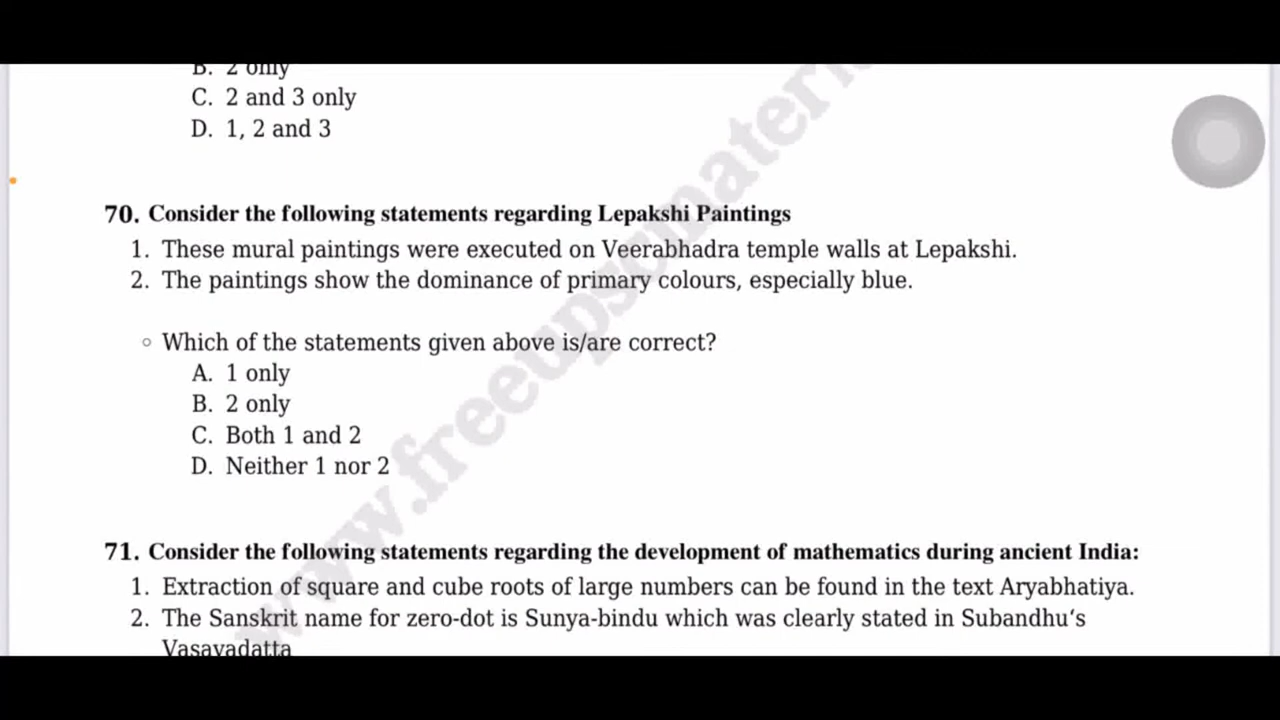 B. 2 only
C. 2 and 3 only
D. 1, 2 and 3
70. Consider the following statements regarding Lepakshi Paintings
1. These mural paintings were executed on Veerabhadra temple walls at Lepakshi.
2. The paintings show the dominance of primary colours, especially blue.
○ Which of the statements given above is/are correct?
A. 1 only
B. 2 only
C. Both 1 and 2
D. Neither 1 nor 2
71. Consider the following statements regarding the development of mathematics during ancient India:
1. Extraction of square and cube roots of large numbers can be found in the text Aryabhatiya.
2. The Sanskrit name for zero-dot is Sunya-bindu which was clearly stated in Subandhu‘s
Vasavadatta